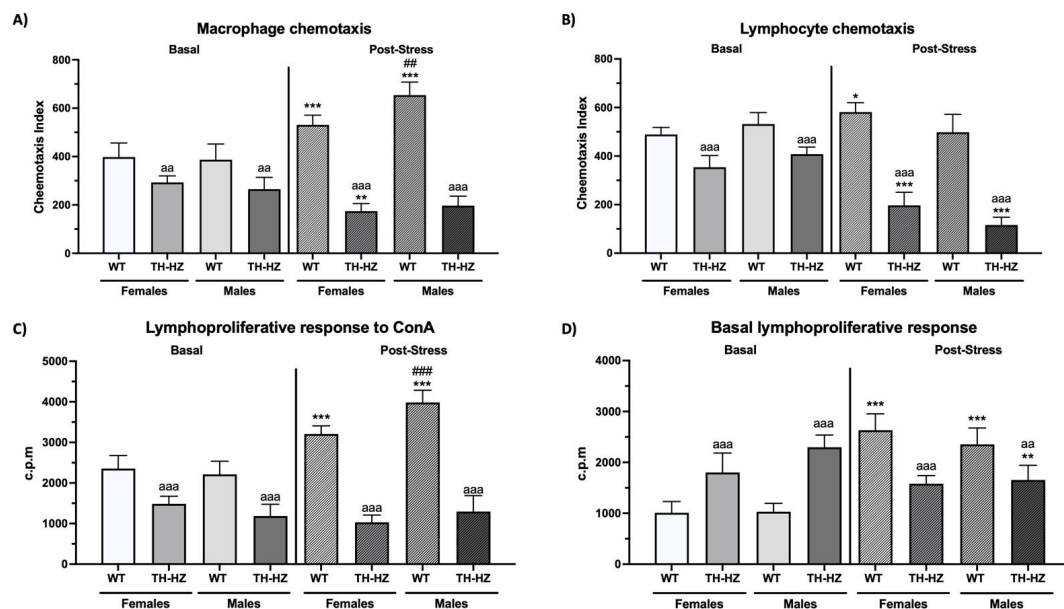 A)
Macrophage chemotaxis
Basal
Post-Stress
Cheemotaxis Index
800
600
400
200
0
aa
aa
***
aaa
**
##
***
aaa
WT TH-HZ WT TH-HZ WT TH-HZ WT TH-HZ
Females Males Females Males
B)
Lymphocyte chemotaxis
Basal
Post-Stress
Cheemotaxis Index
800
600
400
200
0
aaa
aaa
*
aaa
***
aaa
***
WT TH-HZ WT TH-HZ WT TH-HZ WT TH-HZ
Females Males Females Males
C)
Lymphoproliferative response to ConA
Basal
Post-Stress
c.p.m
5000
4000
3000
2000
1000
0
aaa
aaa
***
aaa
###
***
aaa
WT TH-HZ WT TH-HZ WT TH-HZ WT TH-HZ
Females Males Females Males
D)
Basal lymphoproliferative response
Basal
Post-Stress
c.p.m
4000
3000
2000
1000
0
aaa
aaa
***
aaa
***
aa
**
WT TH-HZ WT TH-HZ WT TH-HZ WT TH-HZ
Females Males Females Males